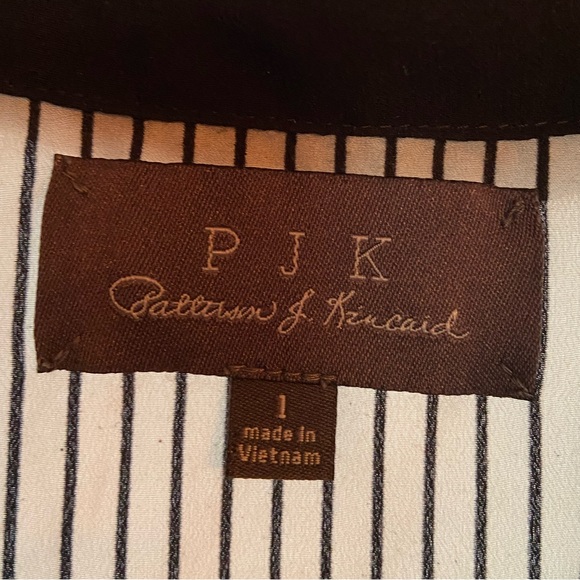 P J K
Patterson J. Kincaid
1
made in
Vietnam